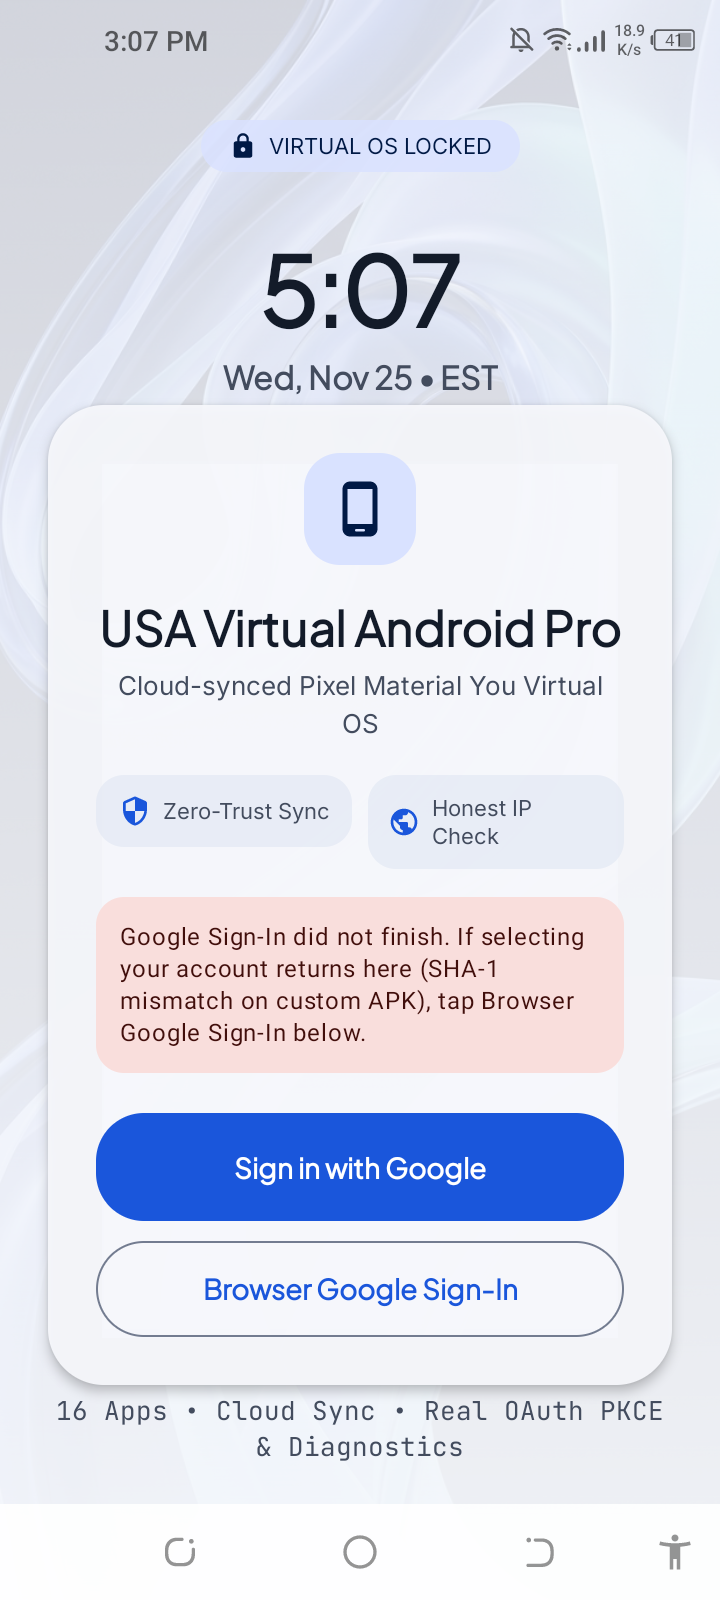 3:07 PM
18.9
K/s
41
VIRTUAL OS LOCKED
5:07
Wed, Nov 25 • EST
USA Virtual Android Pro
Cloud-synced Pixel Material You Virtual
OS
Zero-Trust Sync
Honest IP
Check
Google Sign-In did not finish. If selecting
your account returns here (SHA-1
mismatch on custom APK), tap Browser
Google Sign-In below.
Sign in with Google
Browser Google Sign-In
16 Apps • Cloud Sync • Real OAuth PKCE
& Diagnostics